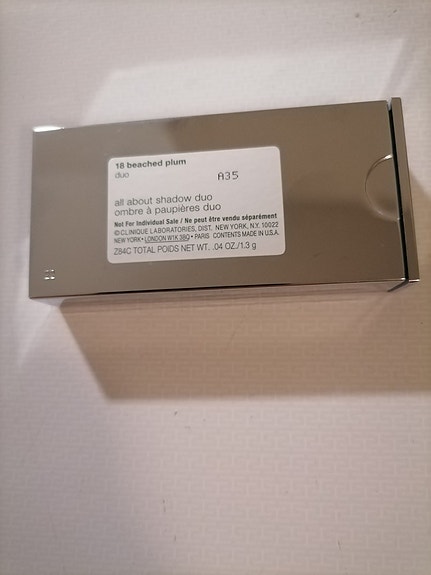 18 beached plum
duo A35
all about shadow duo
ombre à paupières duo
Not For Individual Sale / Ne peut être vendu séparément
© CLINIQUE LABORATORIES, DIST. NEW YORK, N.Y. 10022
NEW YORK • LONDON W1K 3BQ • PARIS CONTENTS MADE IN U.S.A.
Z84C TOTAL POIDS NET WT. .04 OZ./1.3 g